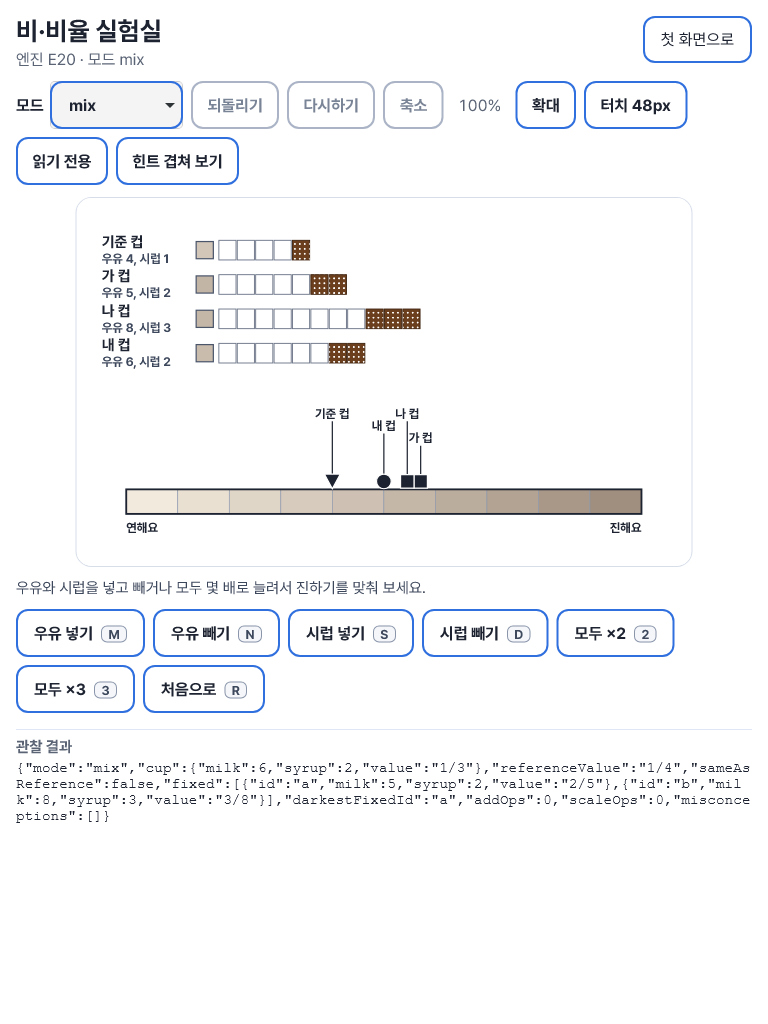 비·비율 실험실
첫 화면으로
엔진 E20 · 모드 mix
모드 mix 되돌리기 다시하기 축소 100% 확대 터치 48px
읽기 전용 힌트 겹쳐 보기
기준 컵
우유 4, 시럽 1
가 컵
우유 5, 시럽 2
나 컵
우유 8, 시럽 3
내 컵
우유 6, 시럽 2
기준 컵 나 컵
내 컵
가 컵
연해요 진해요
우유와 시럽을 넣고 빼거나 모두 몇 배로 늘려서 진하기를 맞춰 보세요.
우유 넣기 M 우유 빼기 N 시럽 넣기 S 시럽 빼기 D 모두 ×2 2
모두 ×3 3 처음으로 R
관찰 결과
{"mode":"mix","cup":{"milk":6,"syrup":2,"value":"1/3"},"referenceValue":"1/4","sameAs
Reference":false,"fixed":[{"id":"a","milk":5,"syrup":2,"value":"2/5"},{"id":"b","mil
k":8,"syrup":3,"value":"3/8"}],"darkestFixedId":"a","addOps":0,"scaleOps":0,"misconce
ptions":[]}